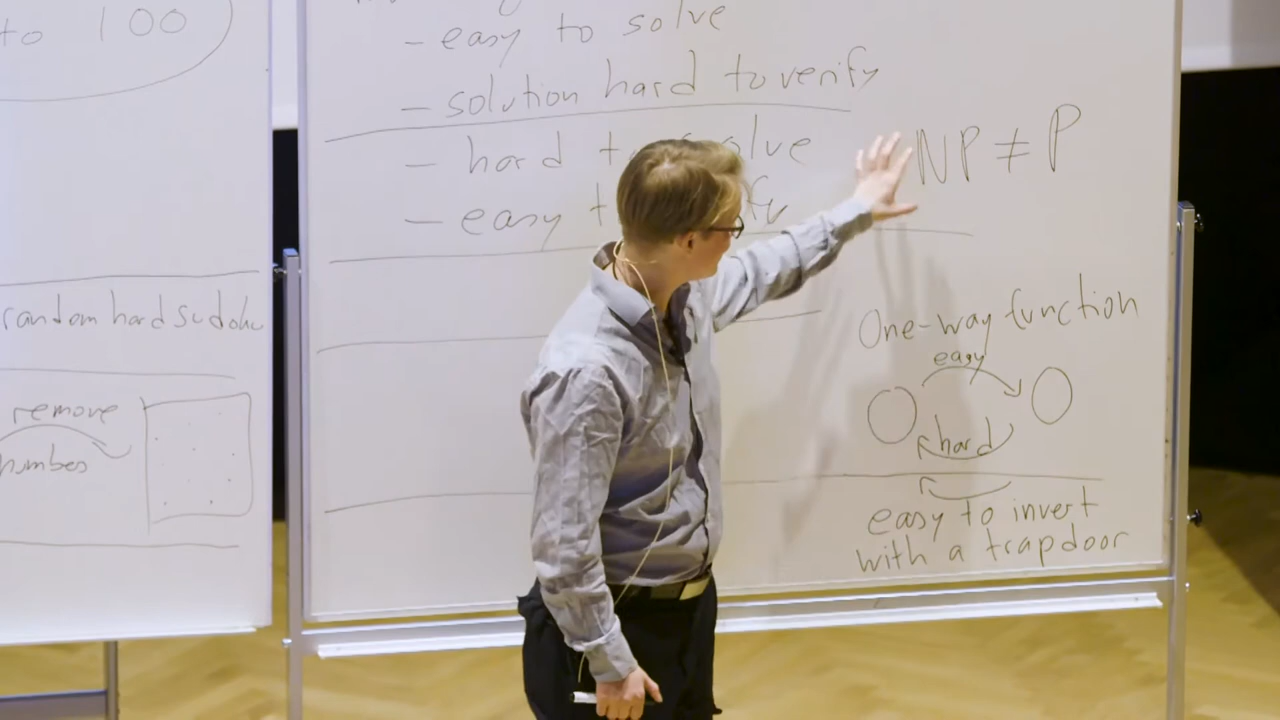 to 100
random hard sudoku
remove
numbes
- easy to solve
- solution hard to verify
- hard solve
- easy
NP ≠ P
One-way function
easy
hard
easy to invert
with a trapdoor